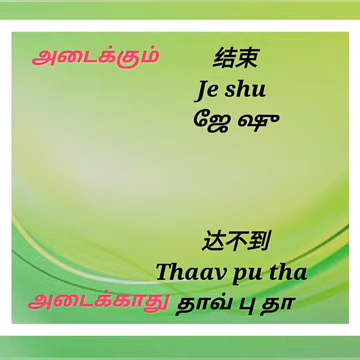 அடைக்கும் 结束
Je shu
ஜே ஷு
达不到
Thaav pu tha
அடைக்காது தாவ் பு தா